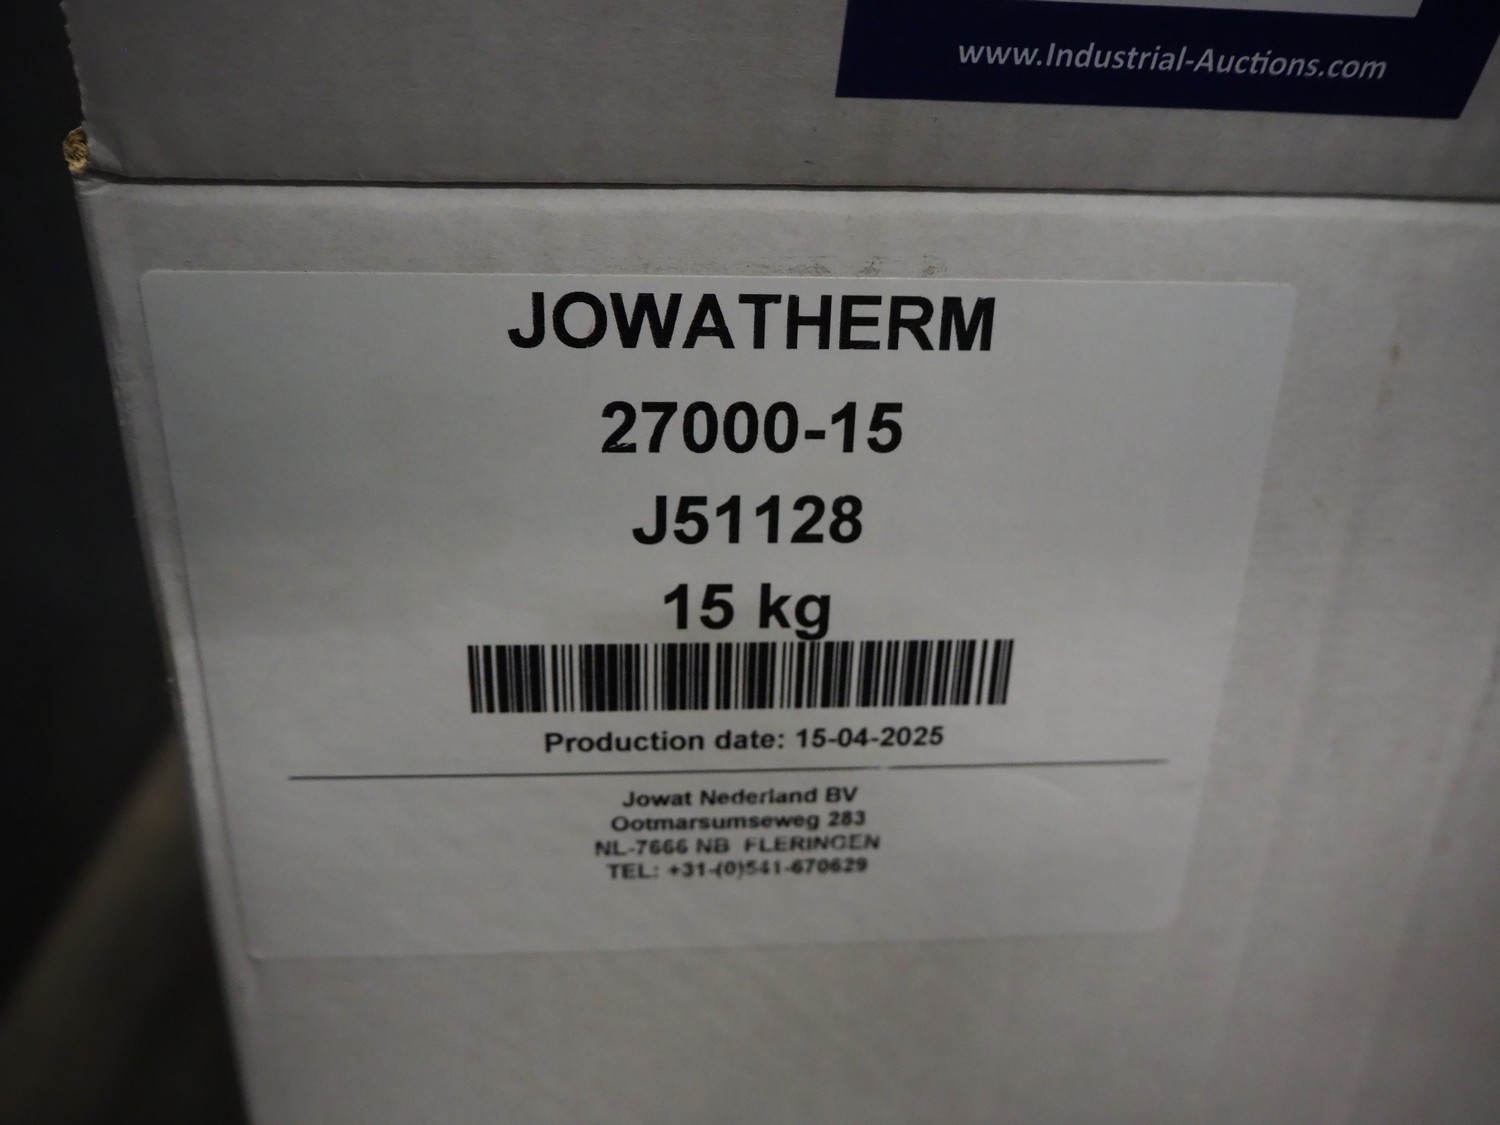 www.Industrial-Auctions.com
JOWATHERM
27000-15
J51128
15 kg
Production date: 15-04-2025
Jowat Nederland BV
Ootmarsumseweg 283
NL-7666 NB FLERINGEN
TEL: +31-(0)541-670629